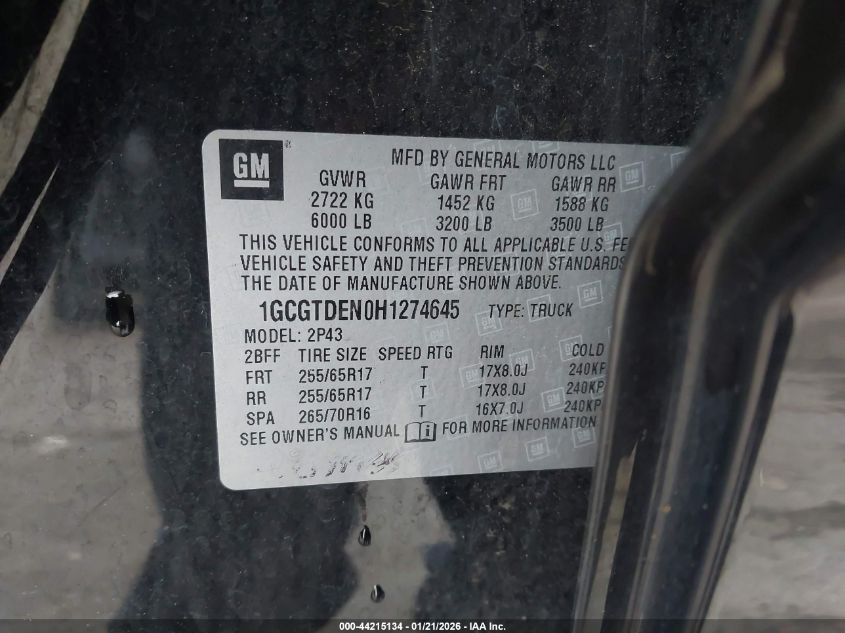 GM
MFD BY GENERAL MOTORS LLC
GVWR GAWR FRT GAWR RR
2722 KG 1452 KG 1588 KG
6000 LB 3200 LB 3500 LB
THIS VEHICLE CONFORMS TO ALL APPLICABLE U.S. FE
VEHICLE SAFETY AND THEFT PREVENTION STANDARDS
THE DATE OF MANUFACTURE SHOWN ABOVE.
1GCGTDEN0H1274645 TYPE: TRUCK
MODEL: 2P43
2BFF TIRE SIZE SPEED RTG RIM COLD
FRT 255/65R17 T 17X8.0J 240KP
RR 255/65R17 T 17X8.0J 240KP
SPA 265/70R16 T 16X7.0J 240KP
SEE OWNER'S MANUAL FOR MORE INFORMATION
000-44215134 - 01/21/2026 - IAA Inc.